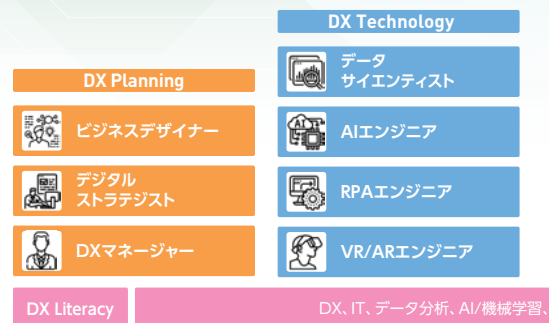 DX Planning
ビジネスデザイナー
デジタル
ストラテジスト
DXマネージャー
DX Technology
データ
サイエンティスト
AIエンジニア
RPAエンジニア
VR/ARエンジニア
DX Literacy
DX、IT、データ分析、AI/機械学習、